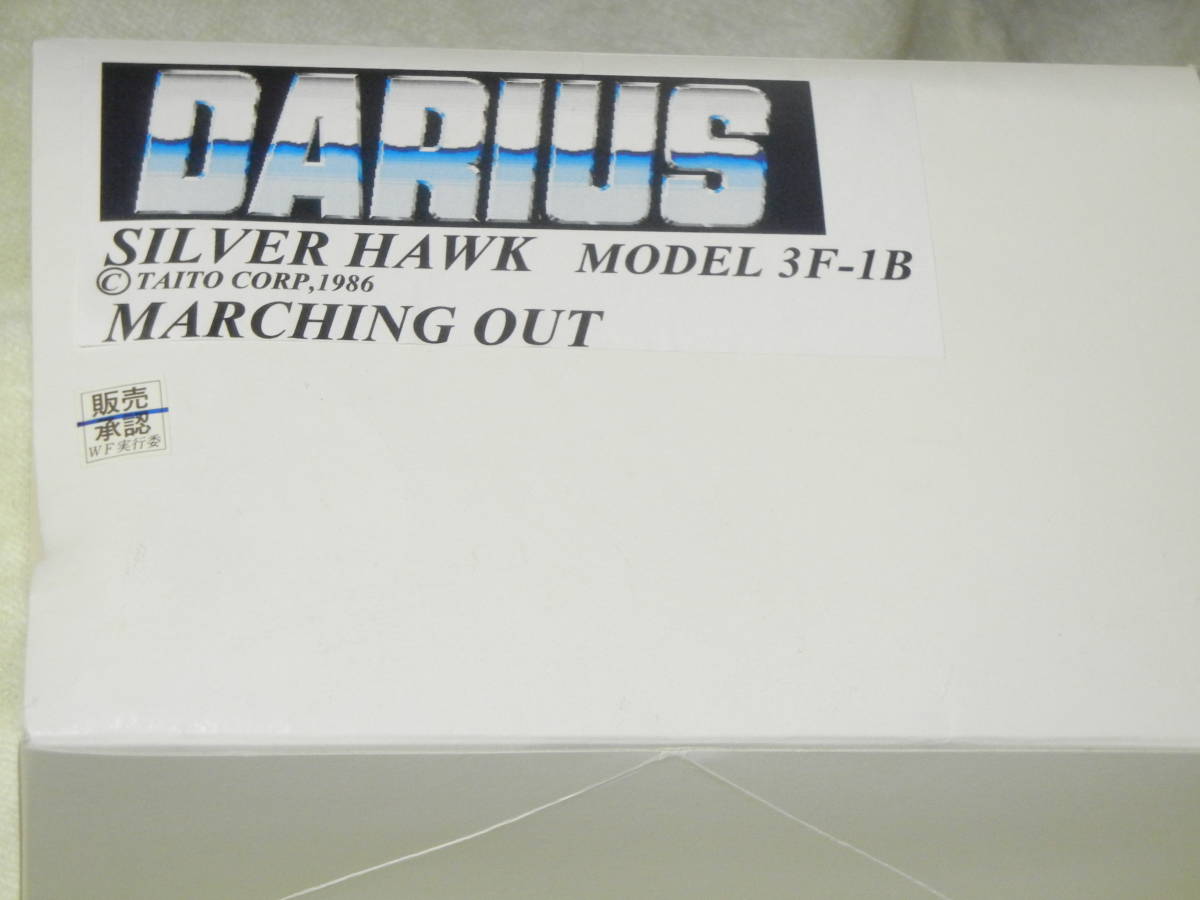 DARIUS
SILVER HAWK MODEL 3F-1B
© TAITO CORP,1986
MARCHING OUT
販売
承認
WF実行委